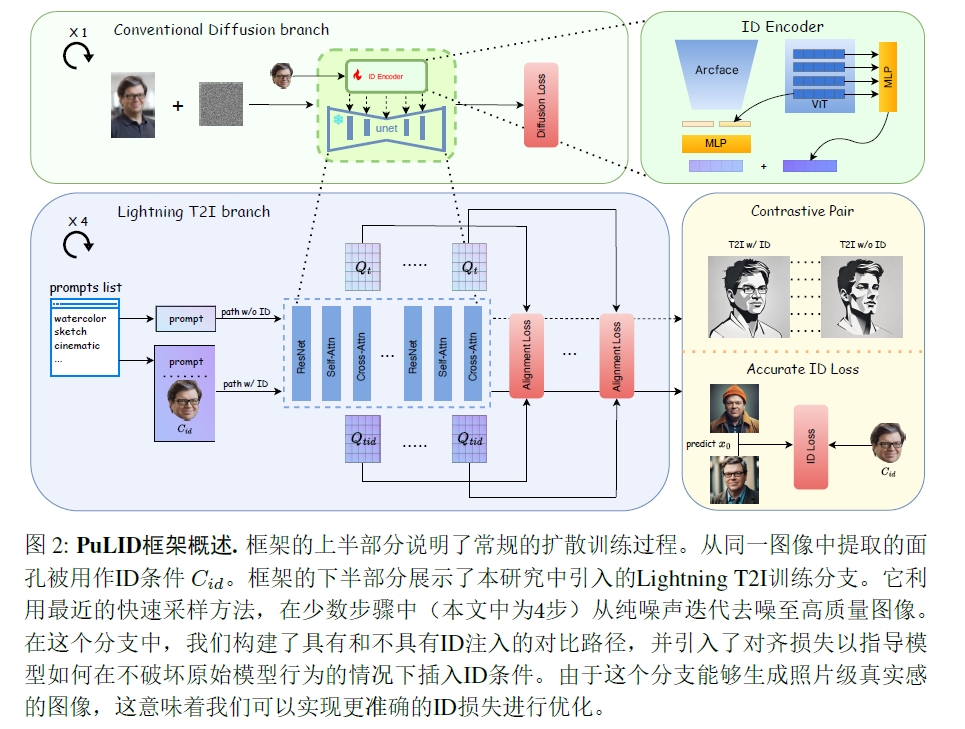 X 1
Conventional Diffusion branch
+
ID Encoder
unet
Diffusion Loss
ID Encoder
Arcface
ViT
MLP
MLP
+
X 4
Lightning T2I branch
prompts list
watercolor
sketch
cinematic
...
prompt
path w/o ID
prompt
C_id
path w/ ID
Q_t ..... Q_t
ResNet
Self-Attn
Cross-Attn
...
ResNet
Self-Attn
Cross-Attn
Q_tid ..... Q_tid
Alignment Loss
...
Alignment Loss
Contrastive Pair
T2I w/ ID
T2I w/o ID
Accurate ID Loss
predict x_0
ID Loss
C_id
图 2: PuLID框架概述. 框架的上半部分说明了常规的扩散训练过程。从同一图像中提取的面
孔被用作ID条件 C_id。框架的下半部分展示了本研究中引入的Lightning T2I训练分支。它利
用最近的快速采样方法，在少数步骤中（本文中为4步）从纯噪声迭代去噪至高质量图像。
在这个分支中，我们构建了具有和不具有ID注入的对比路径，并引入了对齐损失以指导模
型如何在不破坏原始模型行为的情况下插入ID条件。由于这个分支能够生成照片级真实感
的图像，这意味着我们可以实现更准确的ID损失进行优化。